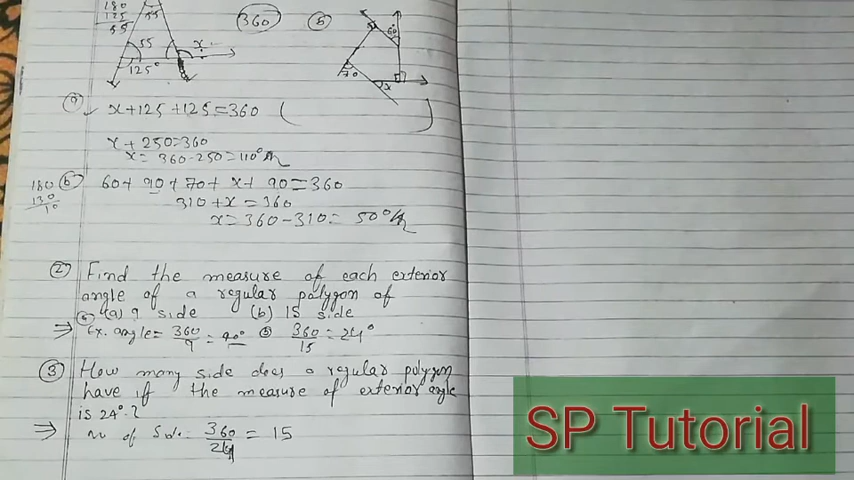 180
125
55
55
55
x
125°
360
b
60
70
x
a x+125+125=360
x+250=360
x= 360-250=110°
180
130
b 60+ 90+70+ x+ 90=360
310+x=360
x=360-310= 50°
2 Find the measure of each exterior
angle of a regular polygon of
(a) 9 side (b) 15 side
⇒ Ex. angle= 360/9 = 40° b 360/15 = 24°
3 How many side does a regular polygon
have if the measure of exterior angle
is 24°.?
⇒ of Side = 360/24 = 15
SP Tutorial